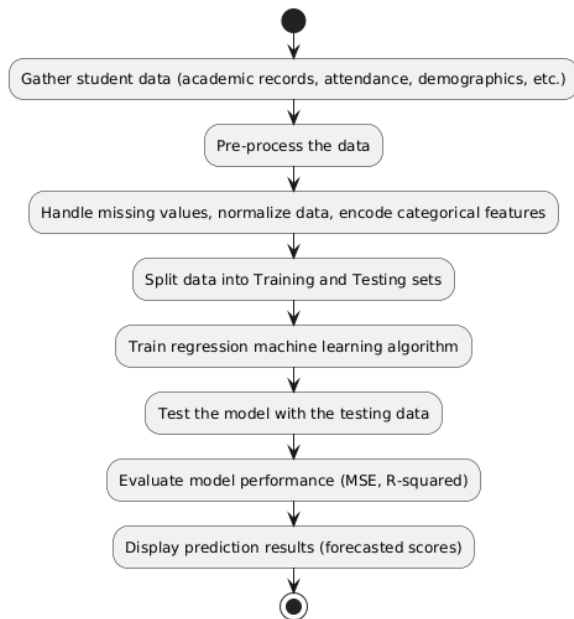 Gather student data (academic records, attendance, demographics, etc.)
Pre-process the data
Handle missing values, normalize data, encode categorical features
Split data into Training and Testing sets
Train regression machine learning algorithm
Test the model with the testing data
Evaluate model performance (MSE, R-squared)
Display prediction results (forecasted scores)